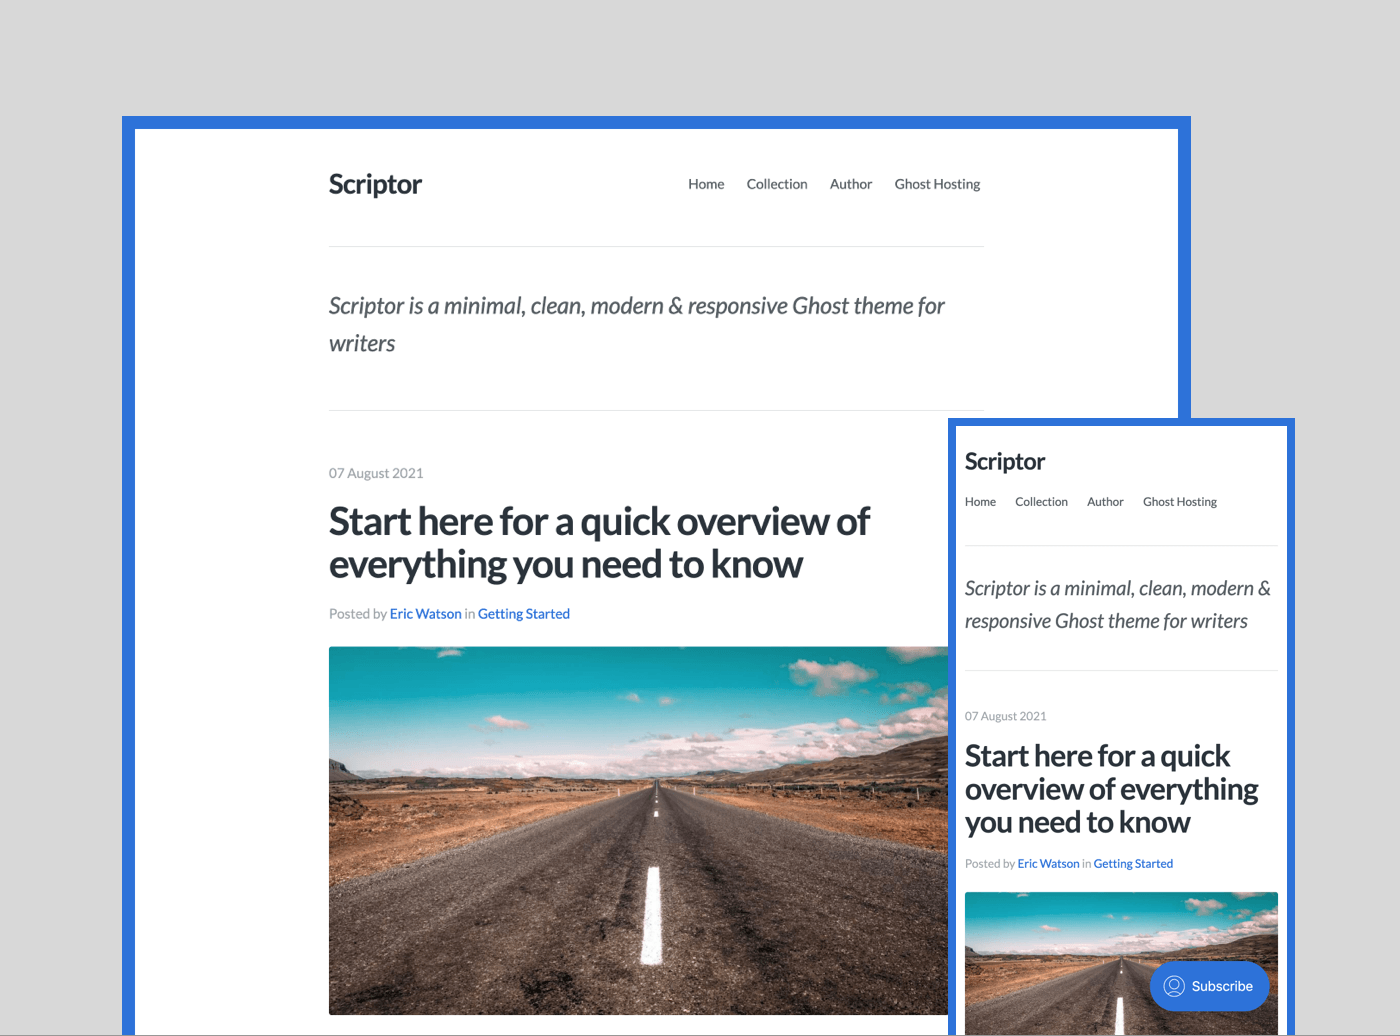 Scriptor
Home Collection Author Ghost Hosting
Scriptor is a minimal, clean, modern & responsive Ghost theme for
writers
07 August 2021
Start here for a quick overview of
everything you need to know
Posted by Eric Watson in Getting Started
Scriptor
Home Collection Author Ghost Hosting
Scriptor is a minimal, clean, modern &
responsive Ghost theme for writers
07 August 2021
Start here for a quick
overview of everything
you need to know
Posted by Eric Watson in Getting Started
Subscribe